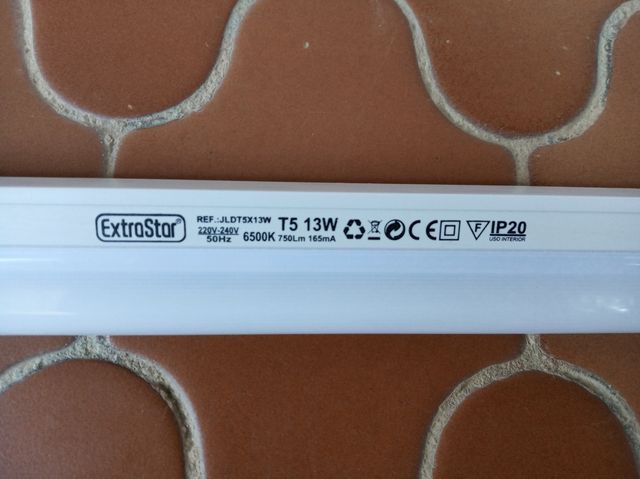 ExtraStar®
REF.:JLDT5X13W
220V-240V
50Hz
T5 13W
6500K 750Lm 165mA
CE
F
IP20
USO INTERIOR